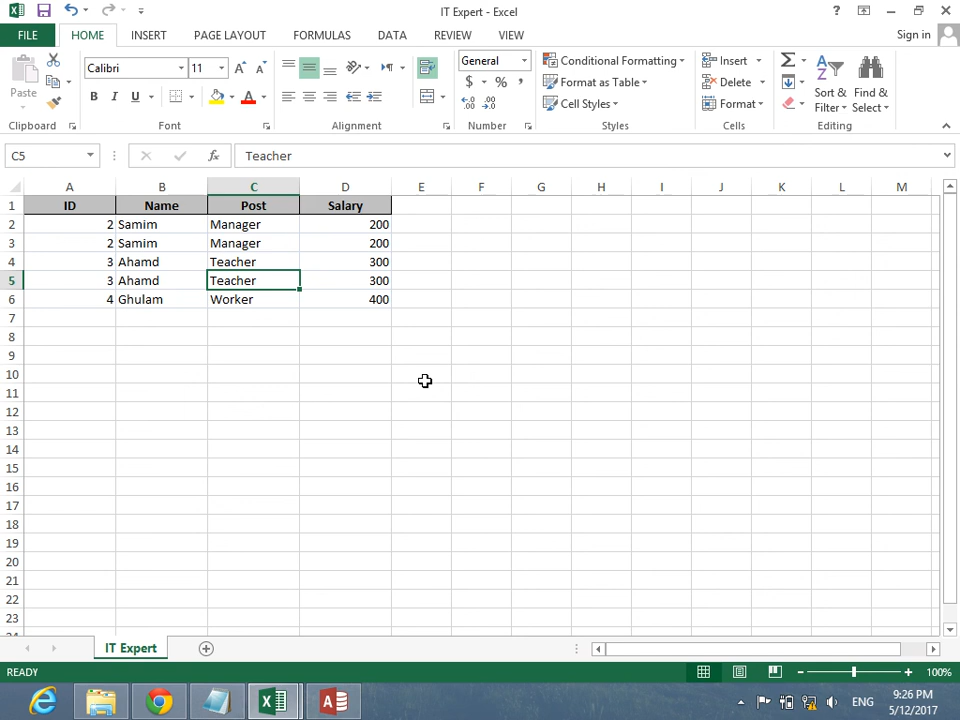 IT Expert - Excel
FILE HOME INSERT PAGE LAYOUT FORMULAS DATA REVIEW VIEW Sign in
Paste Calibri 11 General Conditional Formatting Insert Sort & Find &
Format as Table Delete Filter Select
Cell Styles Format
Clipboard Font Alignment Number Styles Cells Editing
C5 Teacher
A B C D E F G H I J K L M
1 ID Name Post Salary
2 2 Samim Manager 200
3 2 Samim Manager 200
4 3 Ahamd Teacher 300
5 3 Ahamd Teacher 300
6 4 Ghulam Worker 400
7
8
9
10
11
12
13
14
15
16
17
18
19
20
21
22
23
24
IT Expert
READY 100%
ENG 9:26 PM
5/12/2017